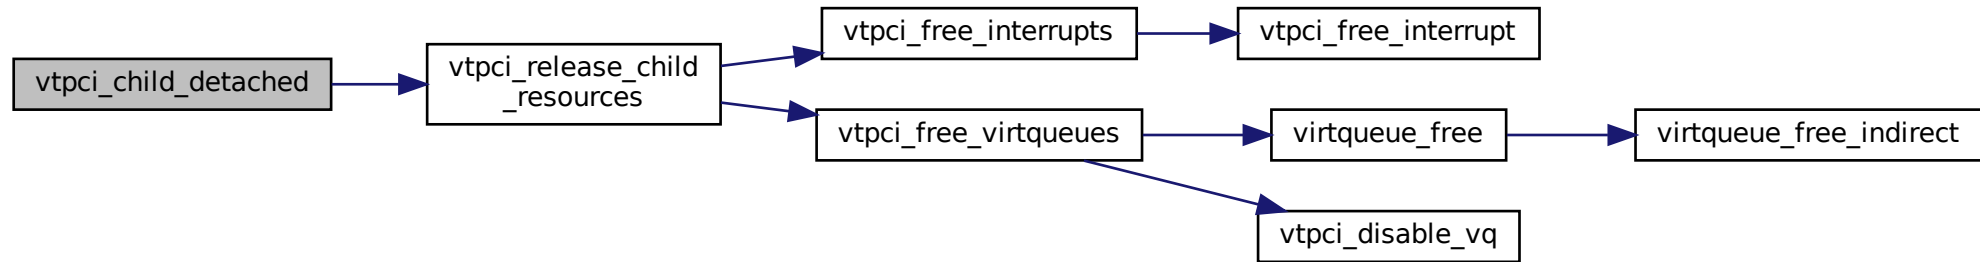 vtpci_child_detached
vtpci_release_child
_resources
vtpci_free_interrupts
vtpci_free_interrupt
vtpci_free_virtqueues
virtqueue_free
virtqueue_free_indirect
vtpci_disable_vq